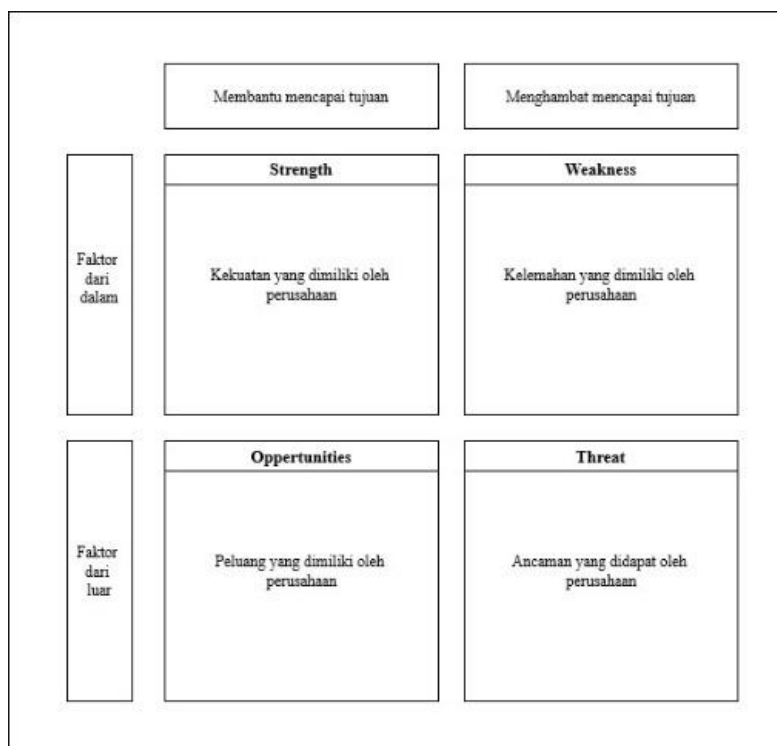 Membantu mencapai tujuan
Menghambat mencapai tujuan
Faktor
dari
dalam
Strength
Kekuatan yang dimiliki oleh
perusahaan
Weakness
Kelemahan yang dimiliki oleh
perusahaan
Faktor
dari
luar
Oppertunities
Peluang yang dimiliki oleh
perusahaan
Threat
Ancaman yang didapat oleh
perusahaan